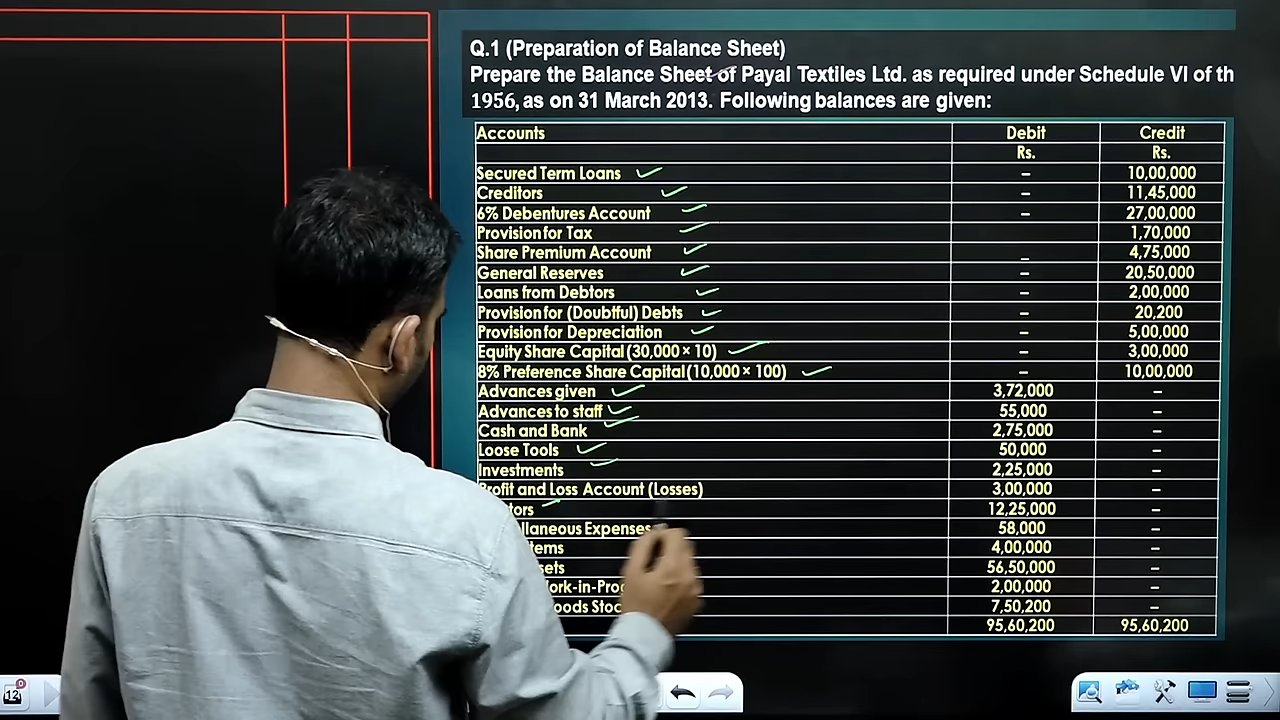 Q.1 (Preparation of Balance Sheet)
Prepare the Balance Sheet of Payal Textiles Ltd. as required under Schedule VI of th
1956, as on 31 March 2013. Following balances are given:
Accounts Debit Credit
Rs. Rs.
Secured Term Loans – 10,00,000
Creditors – 11,45,000
6% Debentures Account – 27,00,000
Provision for Tax 1,70,000
Share Premium Account – 4,75,000
General Reserves – 20,50,000
Loans from Debtors – 2,00,000
Provision for (Doubtful) Debts – 20,200
Provision for Depreciation – 5,00,000
Equity Share Capital (30,000 × 10) – 3,00,000
8% Preference Share Capital (10,000 × 100) – 10,00,000
Advances given 3,72,000 –
Advances to staff 55,000 –
Cash and Bank 2,75,000 –
Loose Tools 50,000 –
Investments 2,25,000 –
Profit and Loss Account (Losses) 3,00,000 –
tors 12,25,000 –
llaneous Expenses 58,000 –
tems 4,00,000 –
sets 56,50,000 –
ork-in-Prog 2,00,000 –
oods Stoc 7,50,200 –
95,60,200 95,60,200
12 0